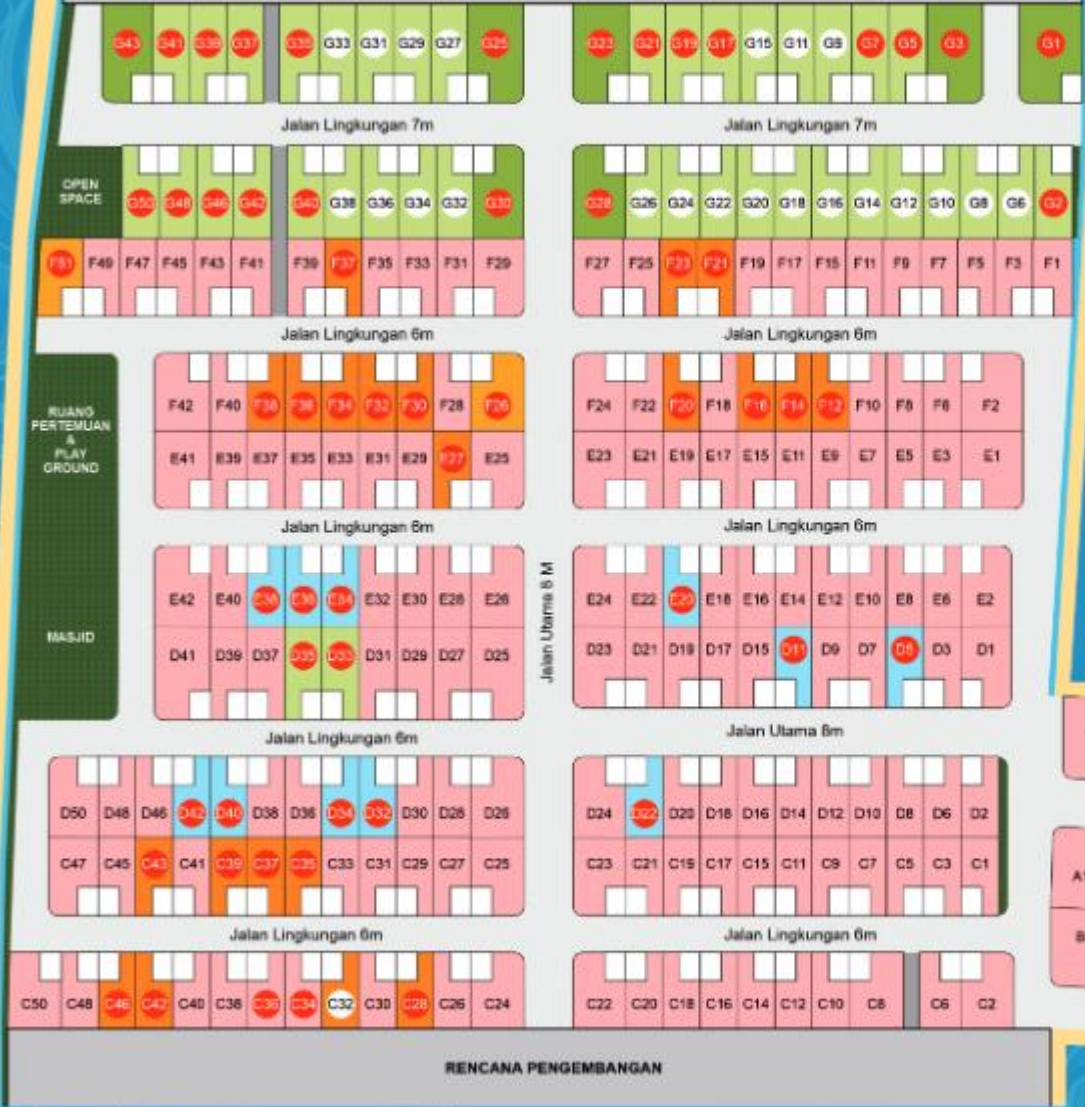 G43 G41 G39 G37 G35 G33 G31 G29 G27 G25 G23 G21 G19 G17 G15 G11 G9 G7 G5 G3 G1
Jalan Lingkungan 7m Jalan Lingkungan 7m
OPEN
SPACE
G50 G48 G46 G42 G40 G38 G36 G34 G32 G30 G28 G26 G24 G22 G20 G18 G16 G14 G12 G10 G8 G6 G2
F51 F49 F47 F45 F43 F41 F39 F37 F35 F33 F31 F29 F27 F25 F23 F21 F19 F17 F15 F11 F9 F7 F5 F3 F1
Jalan Lingkungan 6m Jalan Lingkungan 6m
RUANG
PERTEMUAN
&
PLAY
GROUND
F42 F40 F38 F36 F34 F32 F30 F28 F26 F24 F22 F20 F18 F16 F14 F12 F10 F8 F6 F2
E41 E39 E37 E35 E33 E31 E29 E27 E25 E23 E21 E19 E17 E15 E11 E9 E7 E5 E3 E1
Jalan Lingkungan 6m Jalan Lingkungan 6m
E42 E40 E38 E36 E34 E32 E30 E28 E26 E24 E22 E20 E18 E16 E14 E12 E10 E8 E6 E2
MASJID
Jalan Utama 8 M
D41 D39 D37 D35 D33 D31 D29 D27 D25 D23 D21 D19 D17 D15 D11 D9 D7 D5 D3 D1
Jalan Lingkungan 6m Jalan Utama 8m
D50 D48 D46 D42 D40 D38 D36 D34 D32 D30 D28 D26 D24 D22 D20 D18 D16 D14 D12 D10 D8 D6 D2
C47 C45 C43 C41 C39 C37 C35 C33 C31 C29 C27 C25 C23 C21 C19 C17 C15 C11 C9 C7 C5 C3 C1
Jalan Lingkungan 6m Jalan Lingkungan 6m
C50 C48 C46 C42 C40 C38 C36 C34 C32 C30 C28 C26 C24 C22 C20 C18 C16 C14 C12 C10 C8 C6 C2
RENCANA PENGEMBANGAN